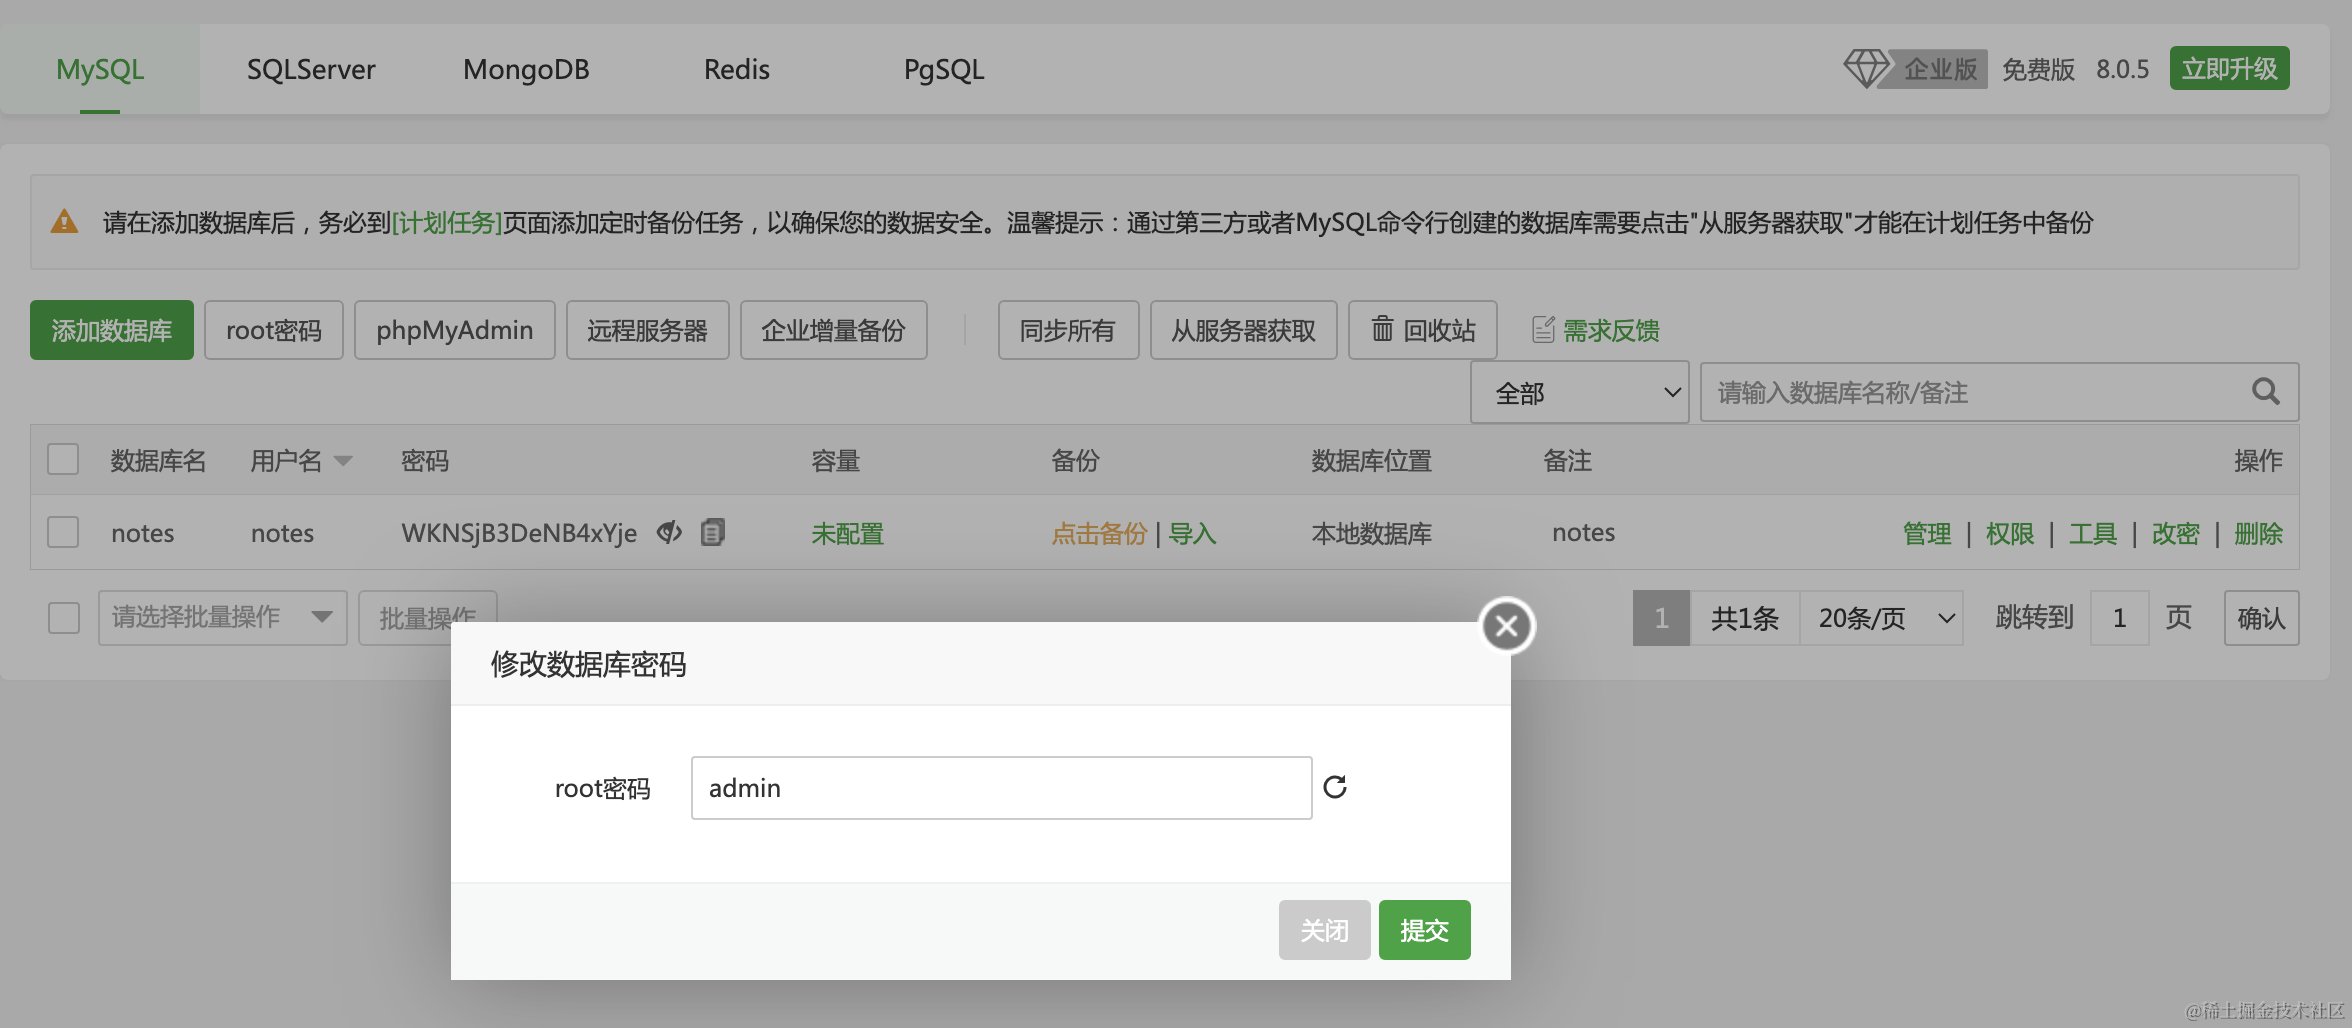 MySQL SQLServer MongoDB Redis PgSQL 企业版 免费版 8.0.5 立即升级
请在添加数据库后，务必到[计划任务]页面添加定时备份任务，以确保您的数据安全。温馨提示：通过第三方或者MySQL命令行创建的数据库需要点击"从服务器获取"才能在计划任务中备份
添加数据库 root密码 phpMyAdmin 远程服务器 企业增量备份 同步所有 从服务器获取 回收站 需求反馈
全部 请输入数据库名称/备注
数据库名 用户名 密码 容量 备份 数据库位置 备注 操作
notes notes WKNSjB3DeNB4xYje 未配置 点击备份 | 导入 本地数据库 notes 管理 | 权限 | 工具 | 改密 | 删除
请选择批量操作 批量操作 1 共1条 20条/页 跳转到 1 页 确认
修改数据库密码
root密码 admin
关闭 提交
@稀土掘金技术社区